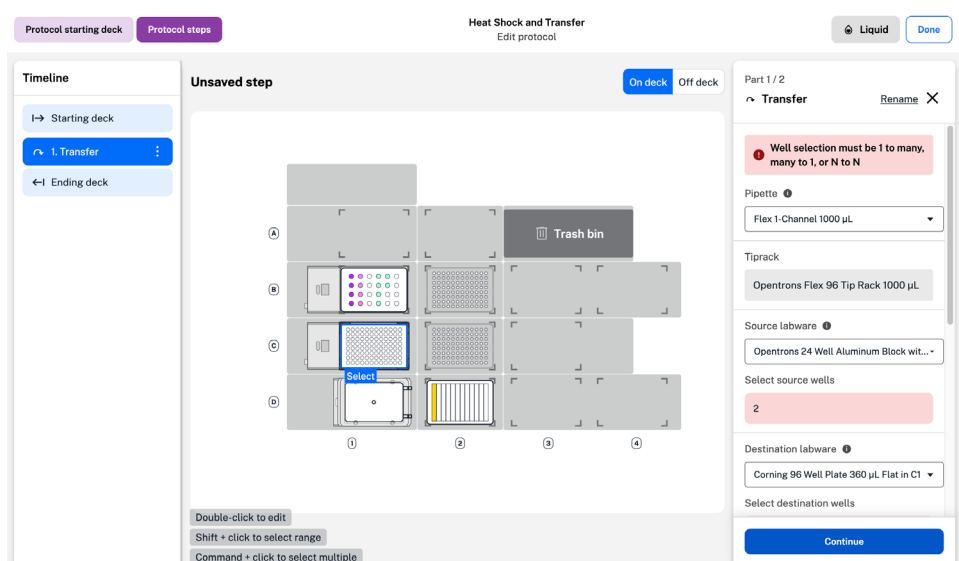 Protocol starting deck
Protocol steps
Heat Shock and Transfer
Edit protocol
Liquid
Done
Timeline
Starting deck
1. Transfer
Ending deck
Unsaved step
On deck
Off deck
A
Trash bin
B
C
Select
D
1
2
3
4
Double-click to edit
Shift + click to select range
Command + click to select multiple
Part 1 / 2
Transfer
Rename
Well selection must be 1 to many,
many to 1, or N to N
Pipette
Flex 1-Channel 1000 µL
Tiprack
Opentrons Flex 96 Tip Rack 1000 µL
Source labware
Opentrons 24 Well Aluminum Block wit...
Select source wells
2
Destination labware
Corning 96 Well Plate 360 µL Flat in C1
Select destination wells
Continue